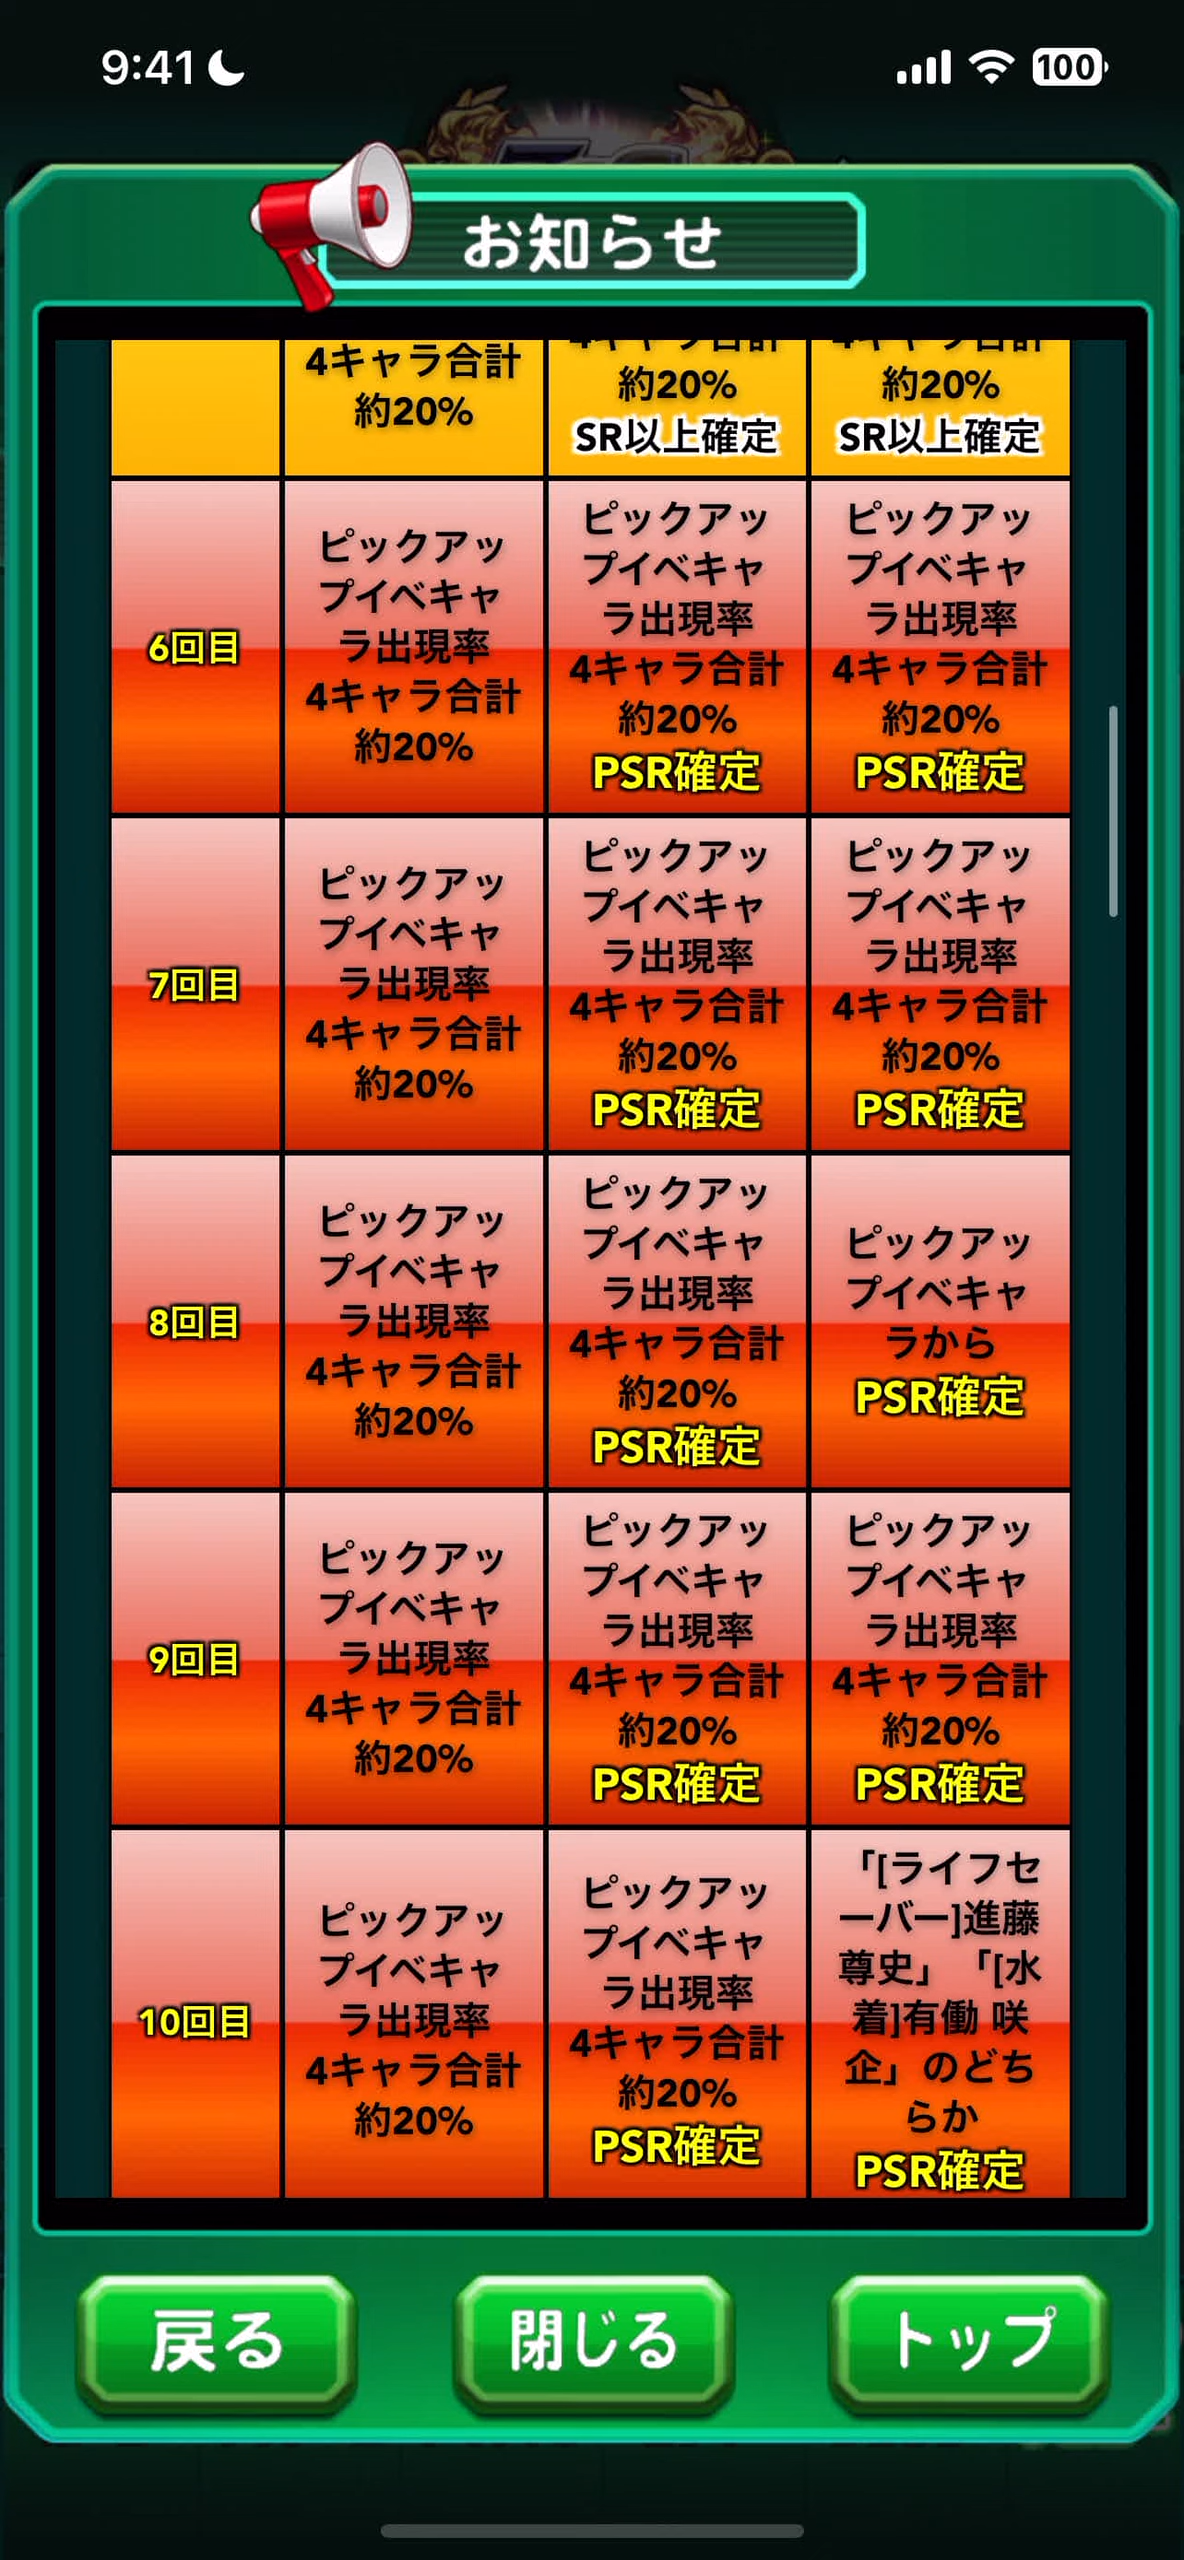 9:41
100
お知らせ
4キャラ合計
約20%
4キャラ合計
約20%
SR以上確定
4キャラ合計
約20%
SR以上確定
6回目
ピックアッ
プイベキャ
ラ出現率
4キャラ合計
約20%
ピックアッ
プイベキャ
ラ出現率
4キャラ合計
約20%
PSR確定
ピックアッ
プイベキャ
ラ出現率
4キャラ合計
約20%
PSR確定
7回目
ピックアッ
プイベキャ
ラ出現率
4キャラ合計
約20%
ピックアッ
プイベキャ
ラ出現率
4キャラ合計
約20%
PSR確定
ピックアッ
プイベキャ
ラ出現率
4キャラ合計
約20%
PSR確定
8回目
ピックアッ
プイベキャ
ラ出現率
4キャラ合計
約20%
ピックアッ
プイベキャ
ラ出現率
4キャラ合計
約20%
PSR確定
ピックアッ
プイベキャ
ラから
PSR確定
9回目
ピックアッ
プイベキャ
ラ出現率
4キャラ合計
約20%
ピックアッ
プイベキャ
ラ出現率
4キャラ合計
約20%
PSR確定
ピックアッ
プイベキャ
ラ出現率
4キャラ合計
約20%
PSR確定
10回目
ピックアッ
プイベキャ
ラ出現率
4キャラ合計
約20%
ピックアッ
プイベキャ
ラ出現率
4キャラ合計
約20%
PSR確定
「[ライフセ
ーバー]進藤
尊史」「[水
着]有働 咲
企」のどち
らか
PSR確定
戻る
閉じる
トップ